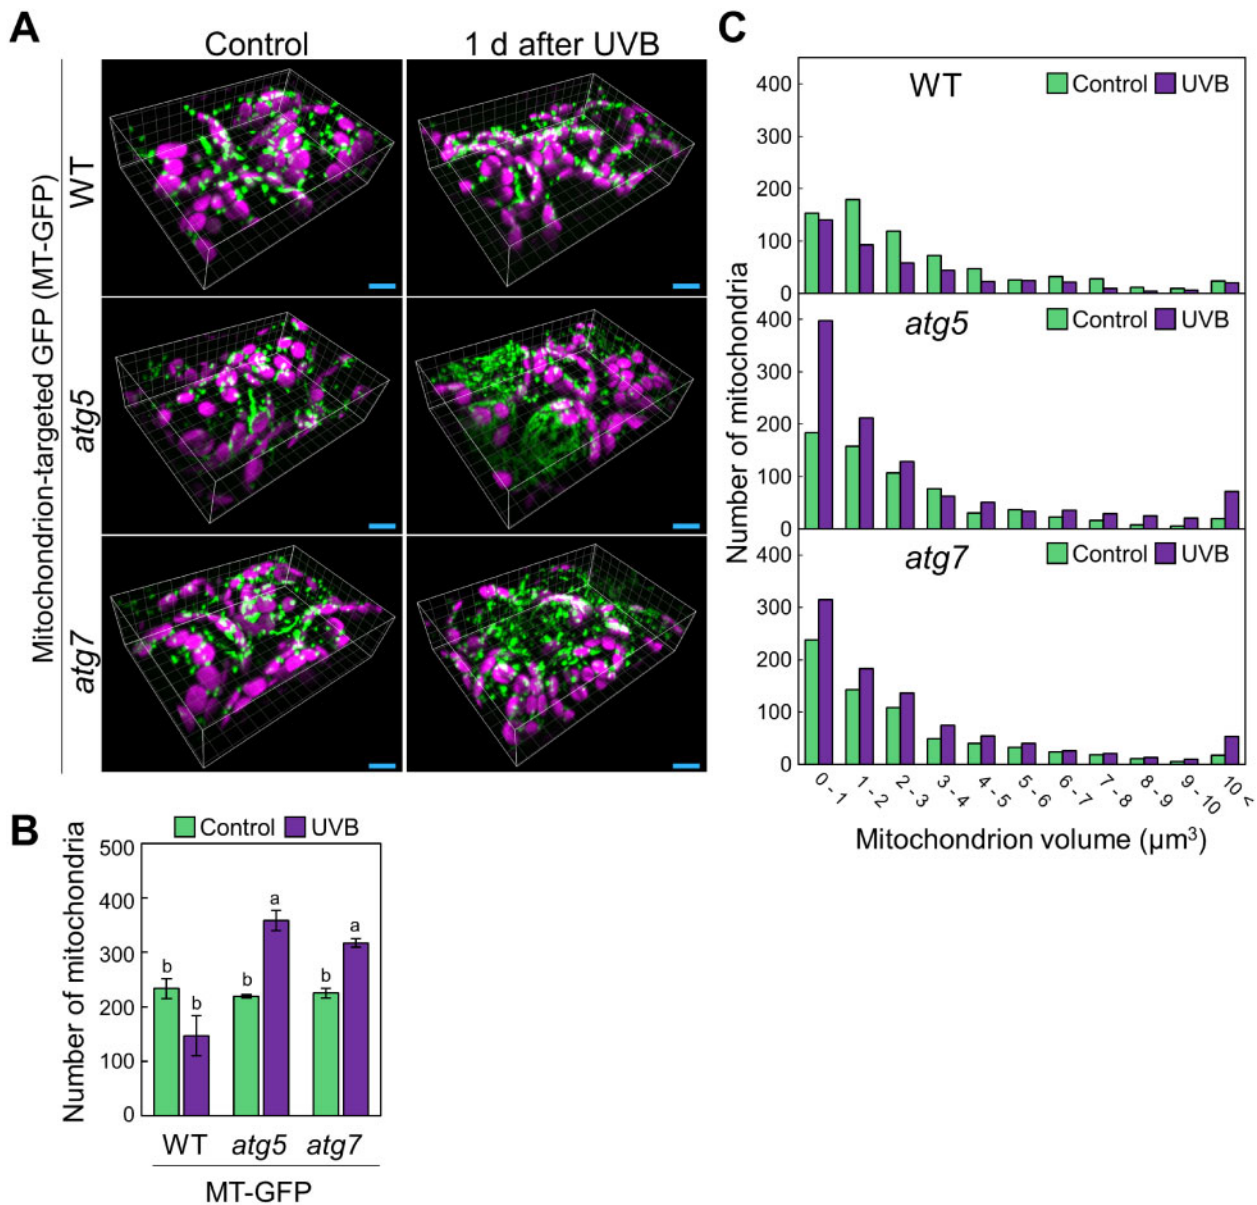 A
Control
1 d after UVB
Mitochondrion-targeted GFP (MT-GFP)
WT
atg5
atg7
B
Control
UVB
Number of mitochondria
500
400
300
200
100
0
b
b
b
a
b
a
WT
atg5
atg7
MT-GFP
C
Number of mitochondria
WT
Control
UVB
400
300
200
100
0
atg5
Control
UVB
400
300
200
100
0
atg7
Control
UVB
400
300
200
100
0
0 - 1
1 - 2
2 - 3
3 - 4
4 - 5
5 - 6
6 - 7
7 - 8
8 - 9
9 - 10
10 <
Mitochondrion volume (µm³)